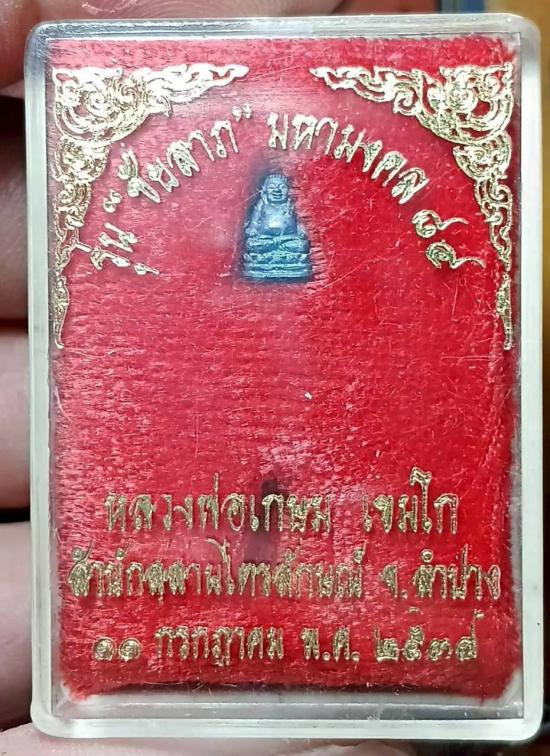 รุ่น "ชัยลาภ" มหามงคล ๘๔
หลวงพ่อเกษม เขมโก
สำนักสุสานไตรลักษณ์ จ.ลำปาง
๑๑ กรกฎาคม พ.ศ. ๒๕๓๘